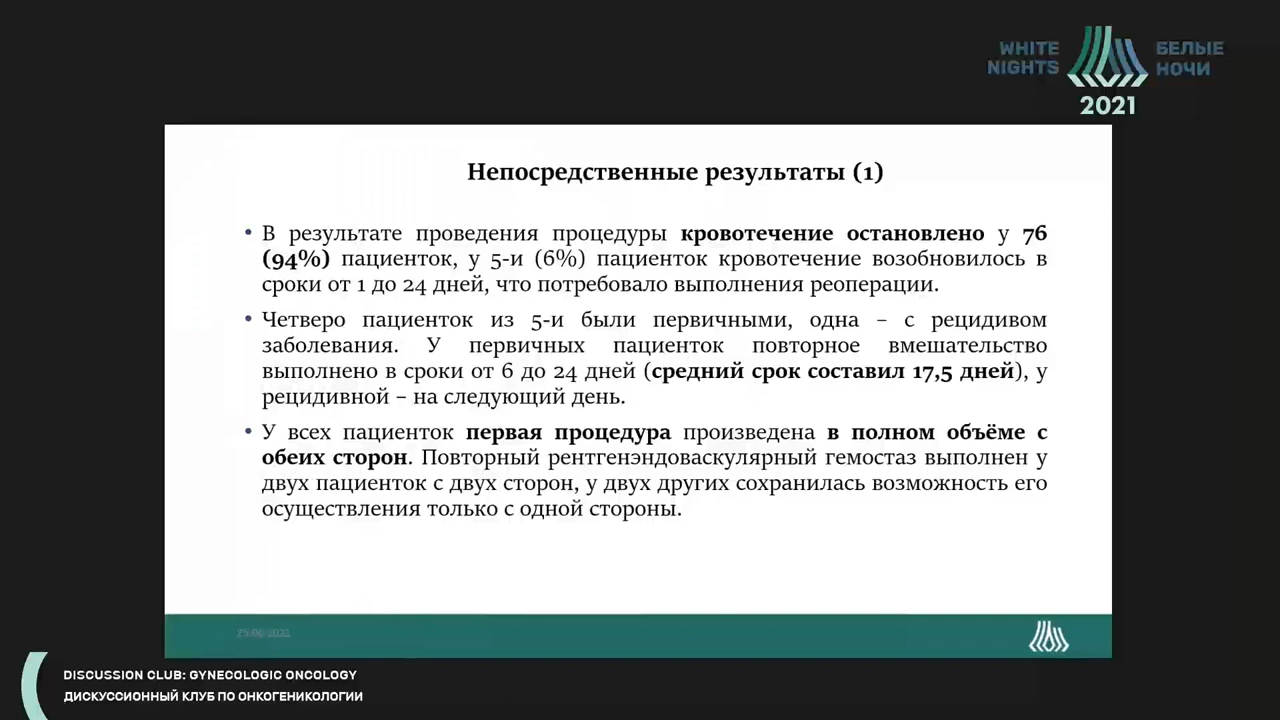 WHITE NIGHTS
БЕЛЫЕ НОЧИ
2021
Непосредственные результаты (1)
• В результате проведения процедуры кровотечение остановлено у 76
(94%) пациенток, у 5-и (6%) пациенток кровотечение возобновилось в
сроки от 1 до 24 дней, что потребовало выполнения реоперации.
• Четверо пациенток из 5-и были первичными, одна – с рецидивом
заболевания. У первичных пациенток повторное вмешательство
выполнено в сроки от 6 до 24 дней (средний срок составил 17,5 дней), у
рецидивной – на следующий день.
• У всех пациенток первая процедура произведена в полном объёме с
обеих сторон. Повторный рентгенэндоваскулярный гемостаз выполнен у
двух пациенток с двух сторон, у двух других сохранилась возможность его
осуществления только с одной стороны.
DISCUSSION CLUB: GYNECOLOGIC ONCOLOGY
ДИСКУССИОННЫЙ КЛУБ ПО ОНКОГЕНИКОЛОГИИ